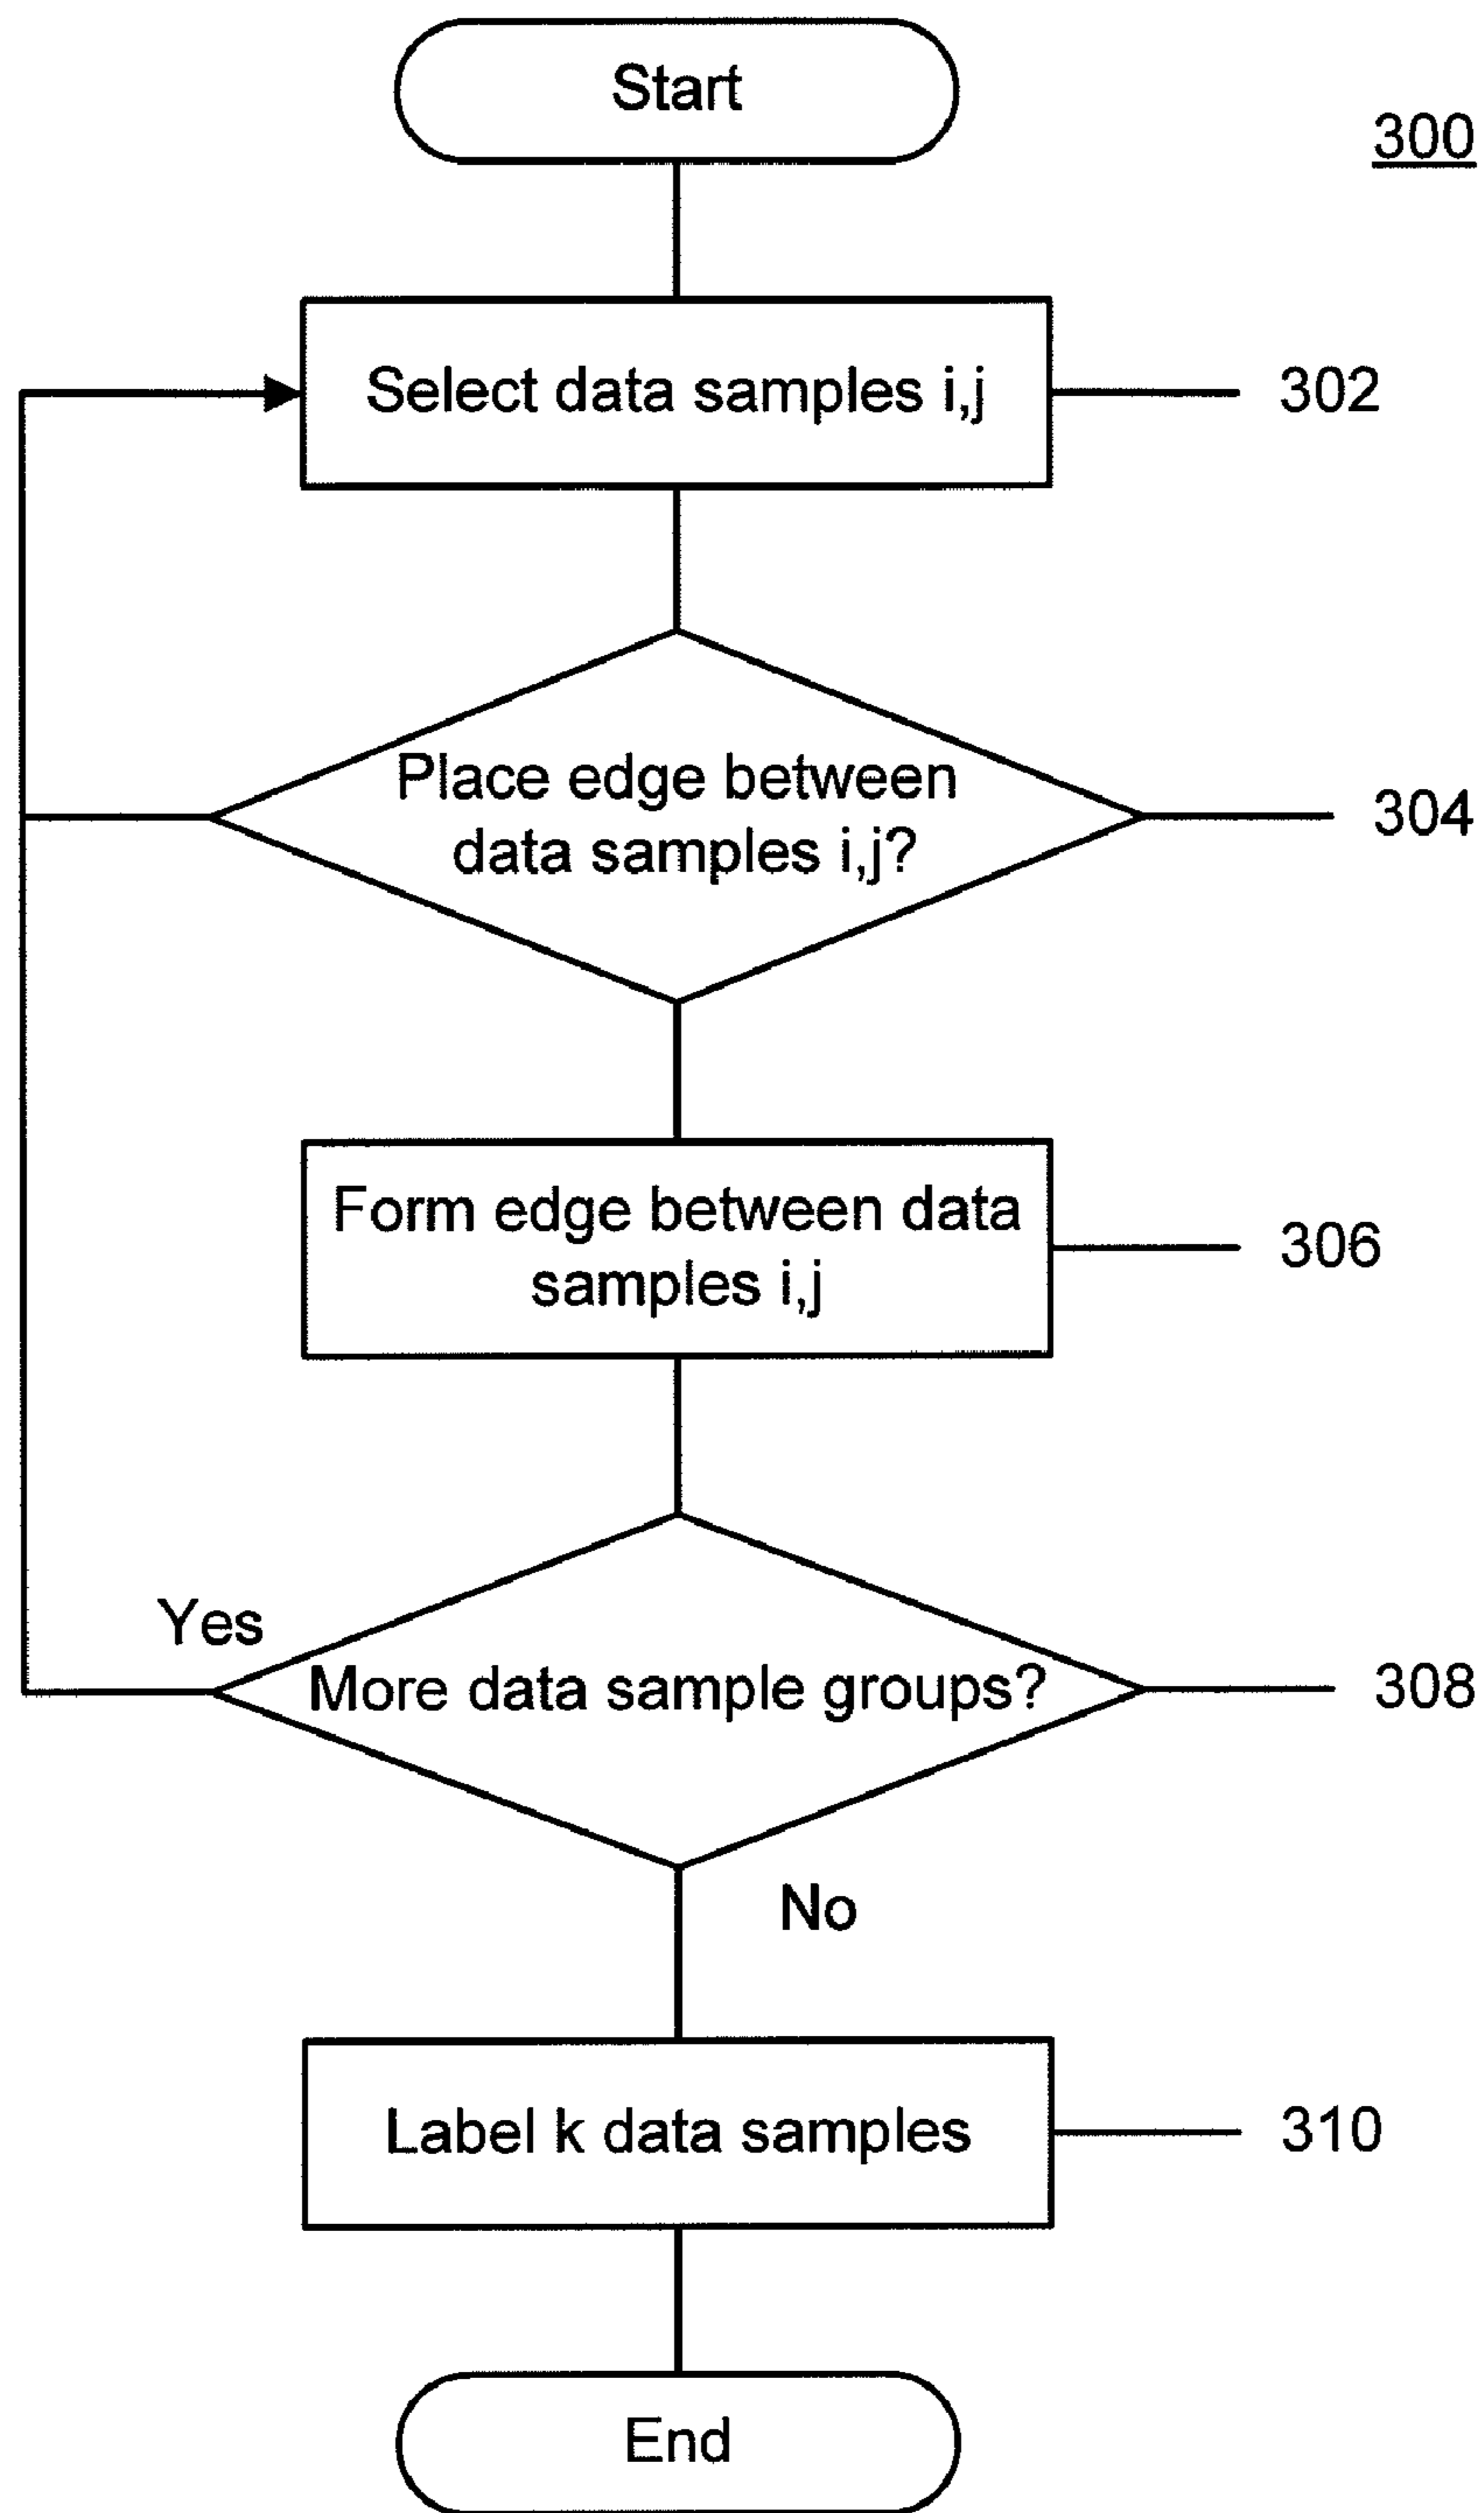 Start
300
Select data samples i,j
302
Place edge between
data samples i,j?
304
Form edge between data
samples i,j
306
Yes
More data sample groups?
308
No
Label k data samples
310
End